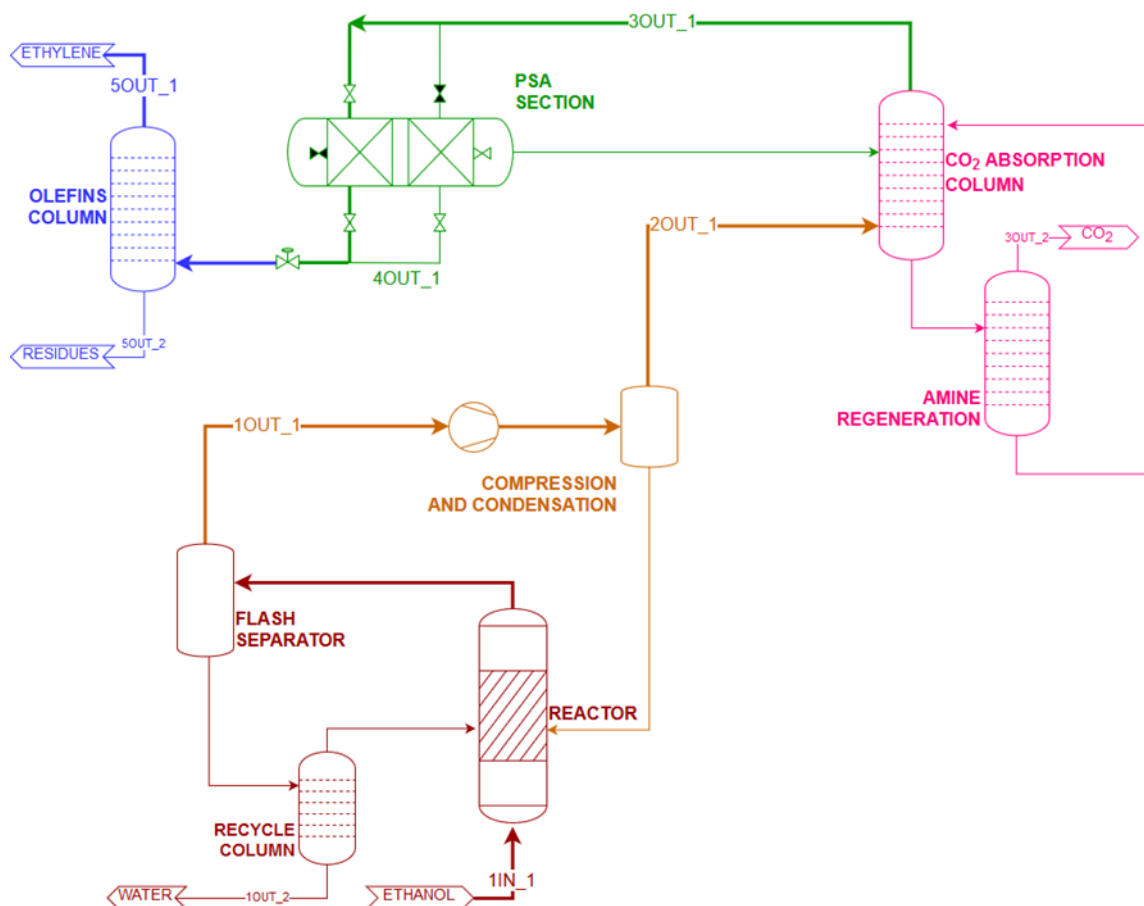 ETHYLENE
5OUT_1
3OUT_1
PSA
SECTION
OLEFINS
COLUMN
CO₂ ABSORPTION
COLUMN
2OUT_1
3OUT_2
CO₂
4OUT_1
RESIDUES
5OUT_2
AMINE
REGENERATION
1OUT_1
COMPRESSION
AND CONDENSATION
FLASH
SEPARATOR
REACTOR
RECYCLE
COLUMN
WATER
1OUT_2
ETHANOL
1IN_1